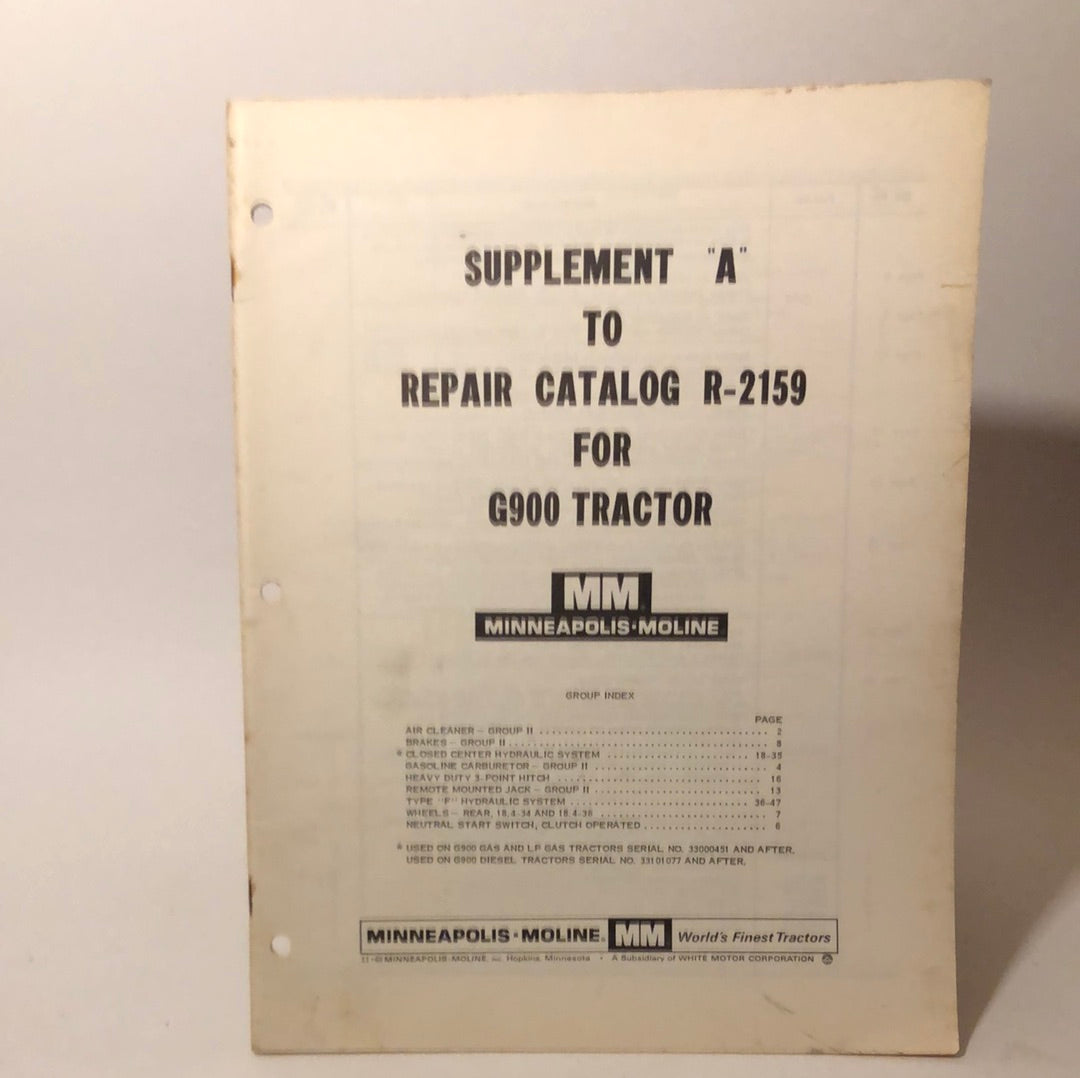 SUPPLEMENT "A"
TO
REPAIR CATALOG R-2159
FOR
G900 TRACTOR
MM
MINNEAPOLIS-MOLINE
GROUP INDEX
PAGE
AIR CLEANER - GROUP II .......... 2
BRAKES - GROUP II .......... 8
* CLOSED CENTER HYDRAULIC SYSTEM .......... 18-35
GASOLINE CARBURETOR - GROUP II .......... 4
HEAVY DUTY 3-POINT HITCH .......... 16
REMOTE MOUNTED JACK - GROUP II .......... 13
TYPE "F" HYDRAULIC SYSTEM .......... 36-47
WHEELS - REAR, 18.4-34 AND 18.4-38 .......... 7
NEUTRAL START SWITCH, CLUTCH OPERATED .......... 6
* USED ON G900 GAS AND LP GAS TRACTORS SERIAL NO. 33000451 AND AFTER.
USED ON G900 DIESEL TRACTORS SERIAL NO. 33101077 AND AFTER.
MINNEAPOLIS-MOLINE MM World's Finest Tractors
MINNEAPOLIS-MOLINE, INC. Hopkins, Minnesota • A Subsidiary of WHITE MOTOR CORPORATION